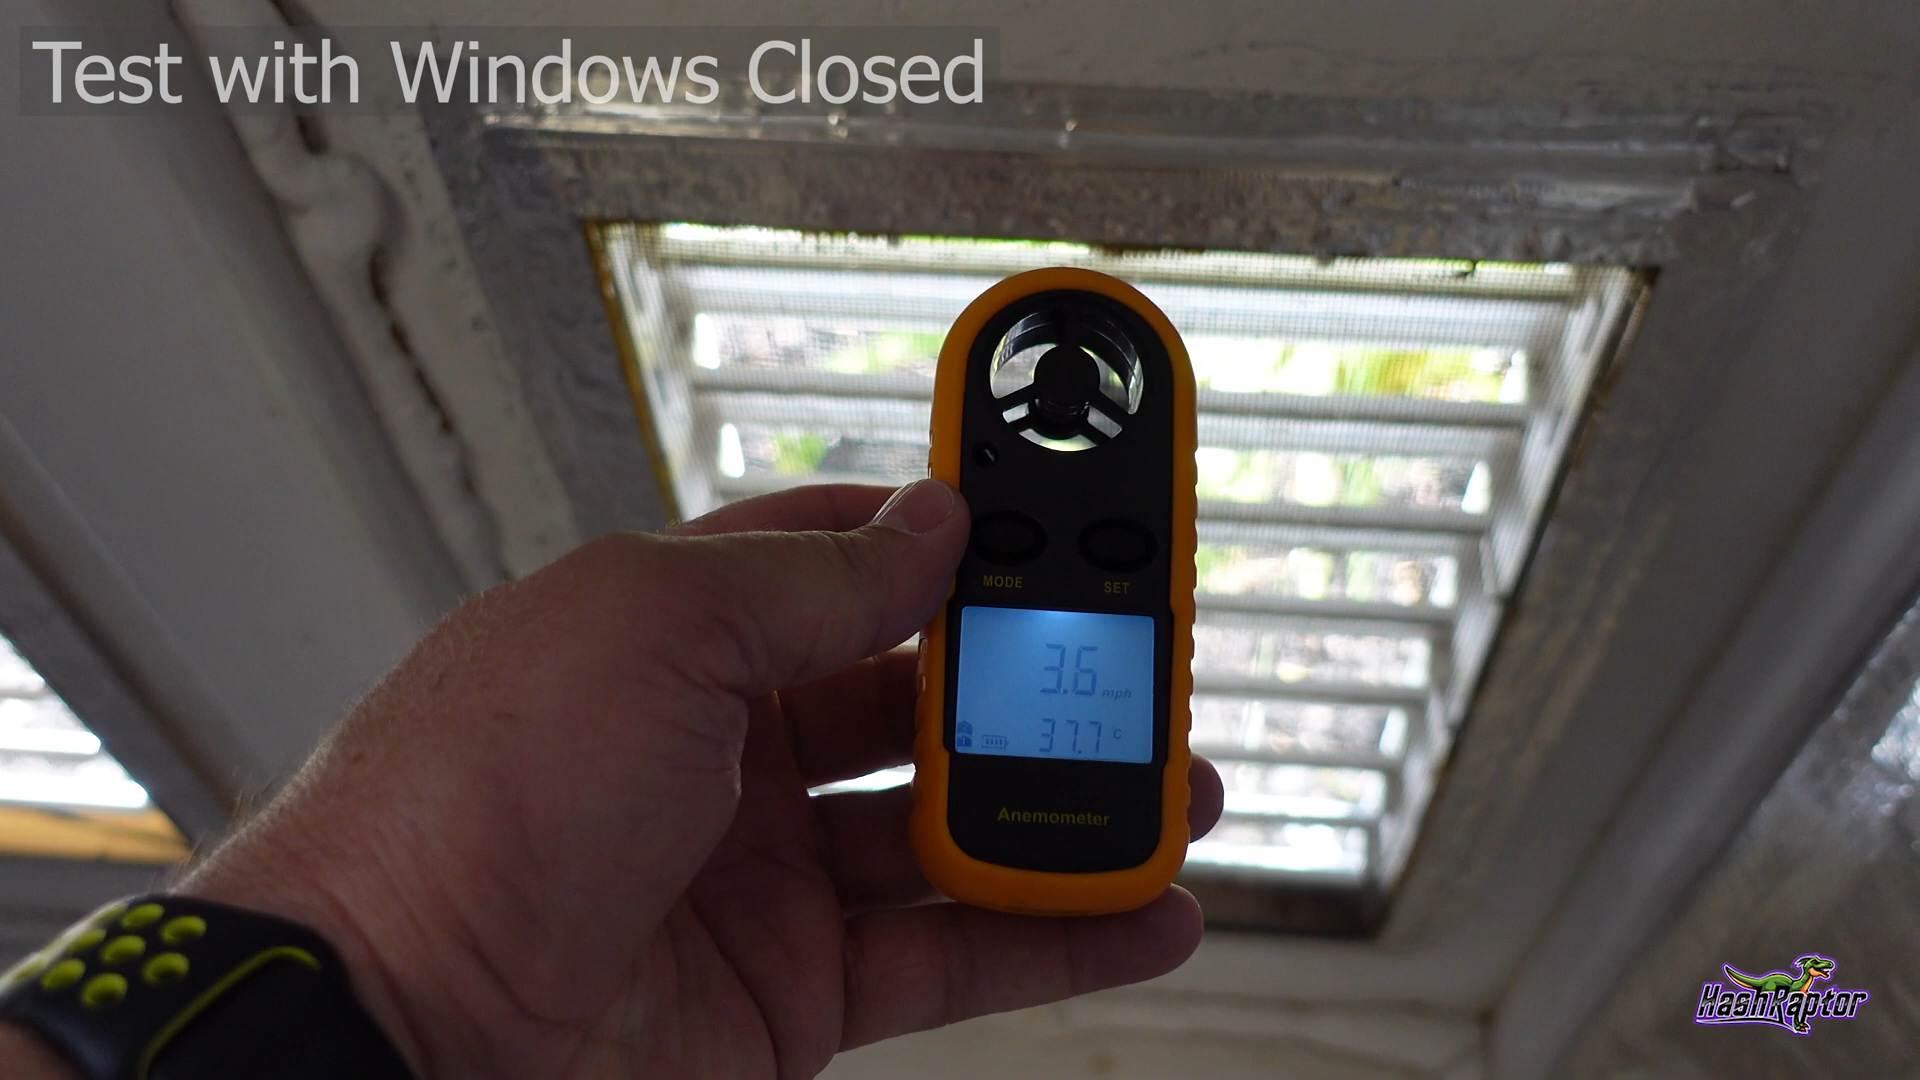 Test with Windows Closed
MODE SET
3.6 mph
37.7 °C
Anemometer
HashRaptor